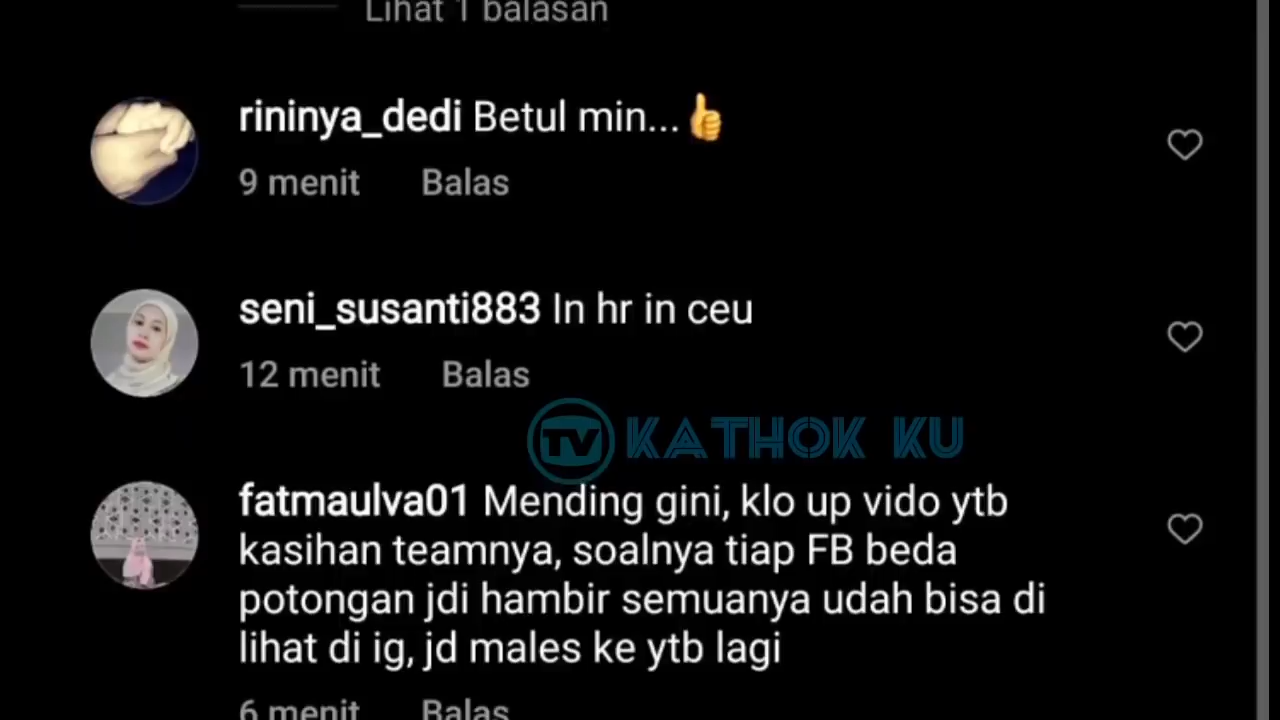 Lihat 1 balasan
rininya_dedi Betul min...👍
9 menit Balas
seni_susanti883 In hr in ceu
12 menit Balas
TV KATHOK KU
fatmaulva01 Mending gini, klo up vido ytb
kasihan teamnya, soalnya tiap FB beda
potongan jdi hambir semuanya udah bisa di
lihat di ig, jd males ke ytb lagi
6 menit Balas